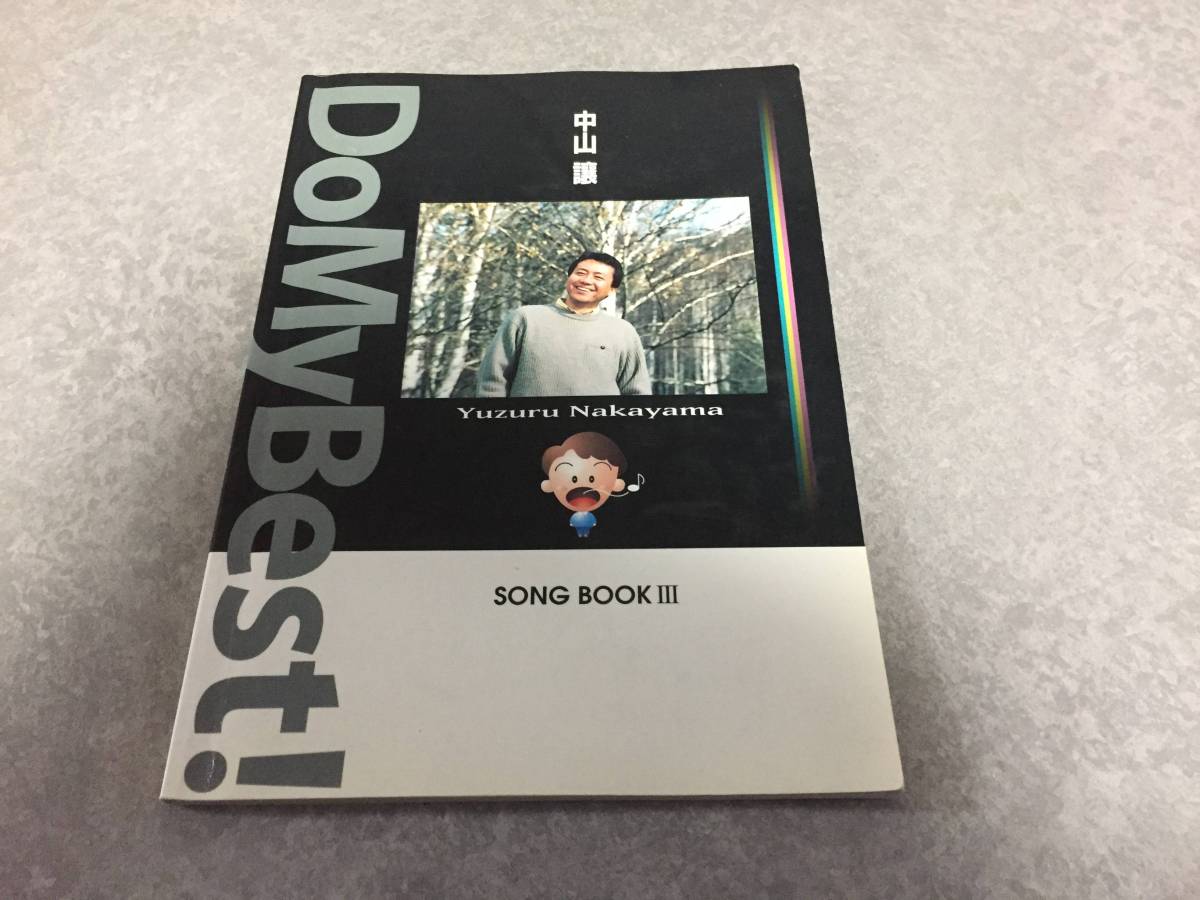 DoMyBest!
中山 讓
Yuzuru Nakayama
SONG BOOK III